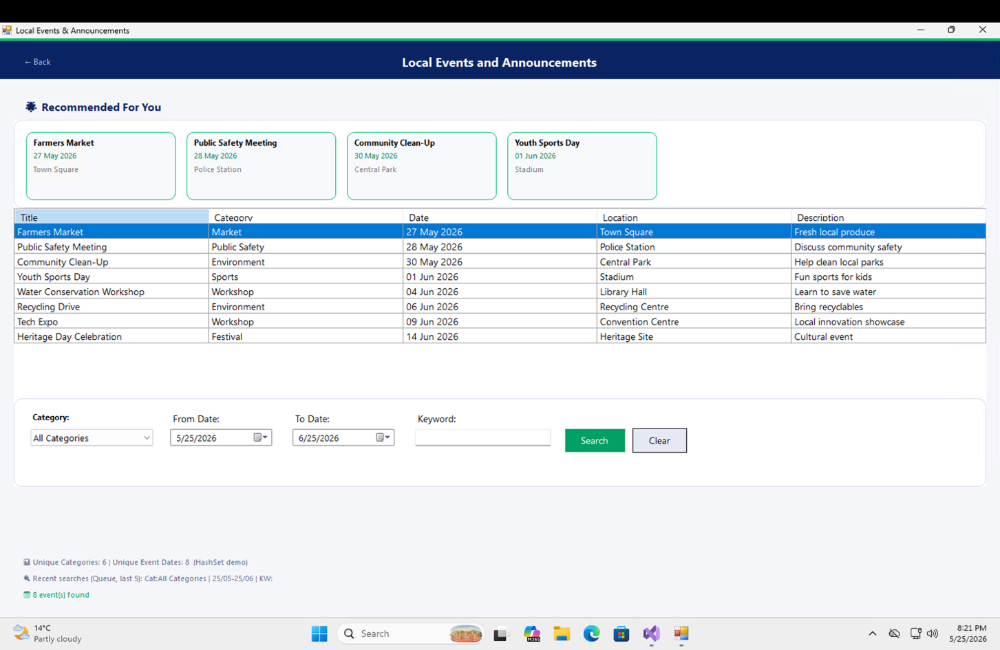 Local Events & Announcements
← Back
Local Events and Announcements
Recommended For You
Farmers Market
27 May 2026
Town Square
Public Safety Meeting
28 May 2026
Police Station
Community Clean-Up
30 May 2026
Central Park
Youth Sports Day
01 Jun 2026
Stadium
Title Category Date Location Description
Farmers Market Market 27 May 2026 Town Square Fresh local produce
Public Safety Meeting Public Safety 28 May 2026 Police Station Discuss community safety
Community Clean-Up Environment 30 May 2026 Central Park Help clean local parks
Youth Sports Day Sports 01 Jun 2026 Stadium Fun sports for kids
Water Conservation Workshop Workshop 04 Jun 2026 Library Hall Learn to save water
Recycling Drive Environment 06 Jun 2026 Recycling Centre Bring recyclables
Tech Expo Workshop 09 Jun 2026 Convention Centre Local innovation showcase
Heritage Day Celebration Festival 14 Jun 2026 Heritage Site Cultural event
Category: From Date: To Date: Keyword:
All Categories 5/25/2026 6/25/2026 Search Clear
Unique Categories: 6 | Unique Event Dates: 8 (HashSet demo)
Recent searches (Queue, last 5): Cat:All Categories | 25/05-25/06 | KW:
8 event(s) found
14°C
Partly cloudy
Search
M365
8:21 PM
5/25/2026